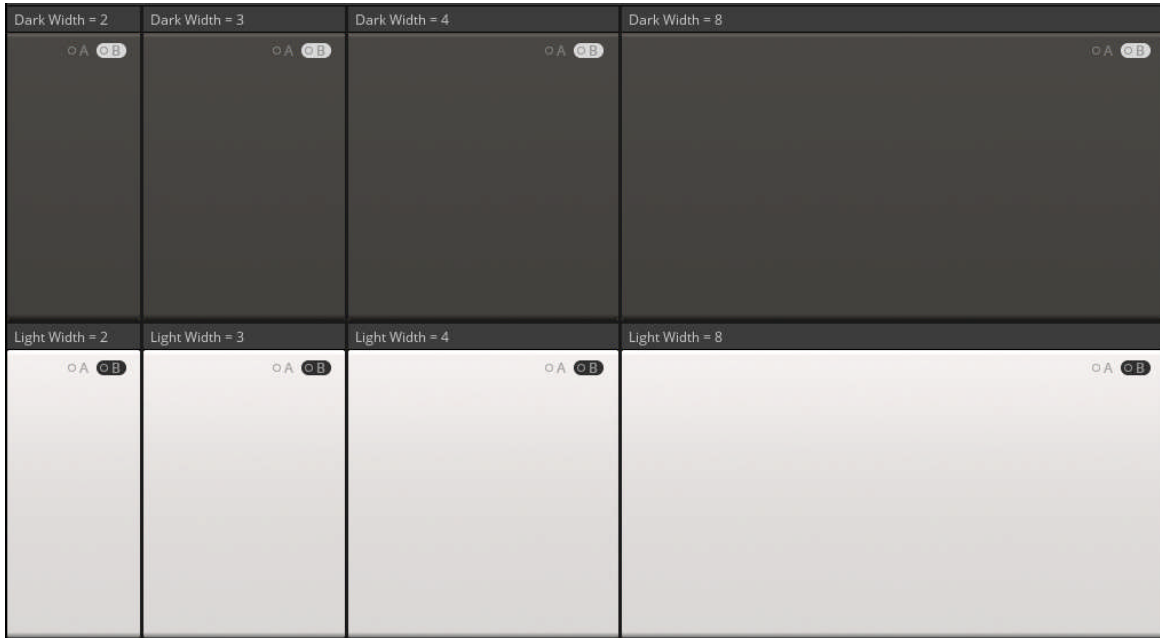 Dark Width = 2 Dark Width = 3 Dark Width = 4 Dark Width = 8
A B A B A B A B
Light Width = 2 Light Width = 3 Light Width = 4 Light Width = 8
A B A B A B A B